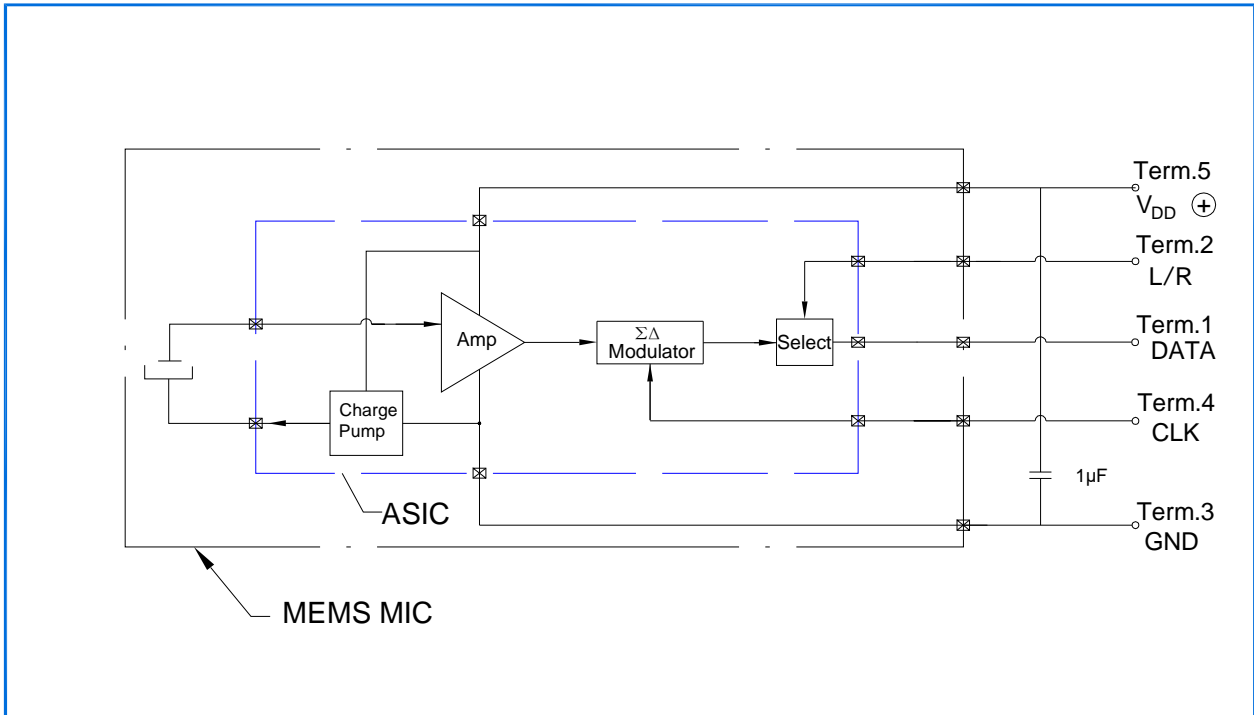 Term.5
VDD ⊕
Term.2
L/R
Amp
ΣΔ
Modulator
Select
Term.1
DATA
Charge
Pump
Term.4
CLK
1µF
ASIC
Term.3
GND
MEMS MIC